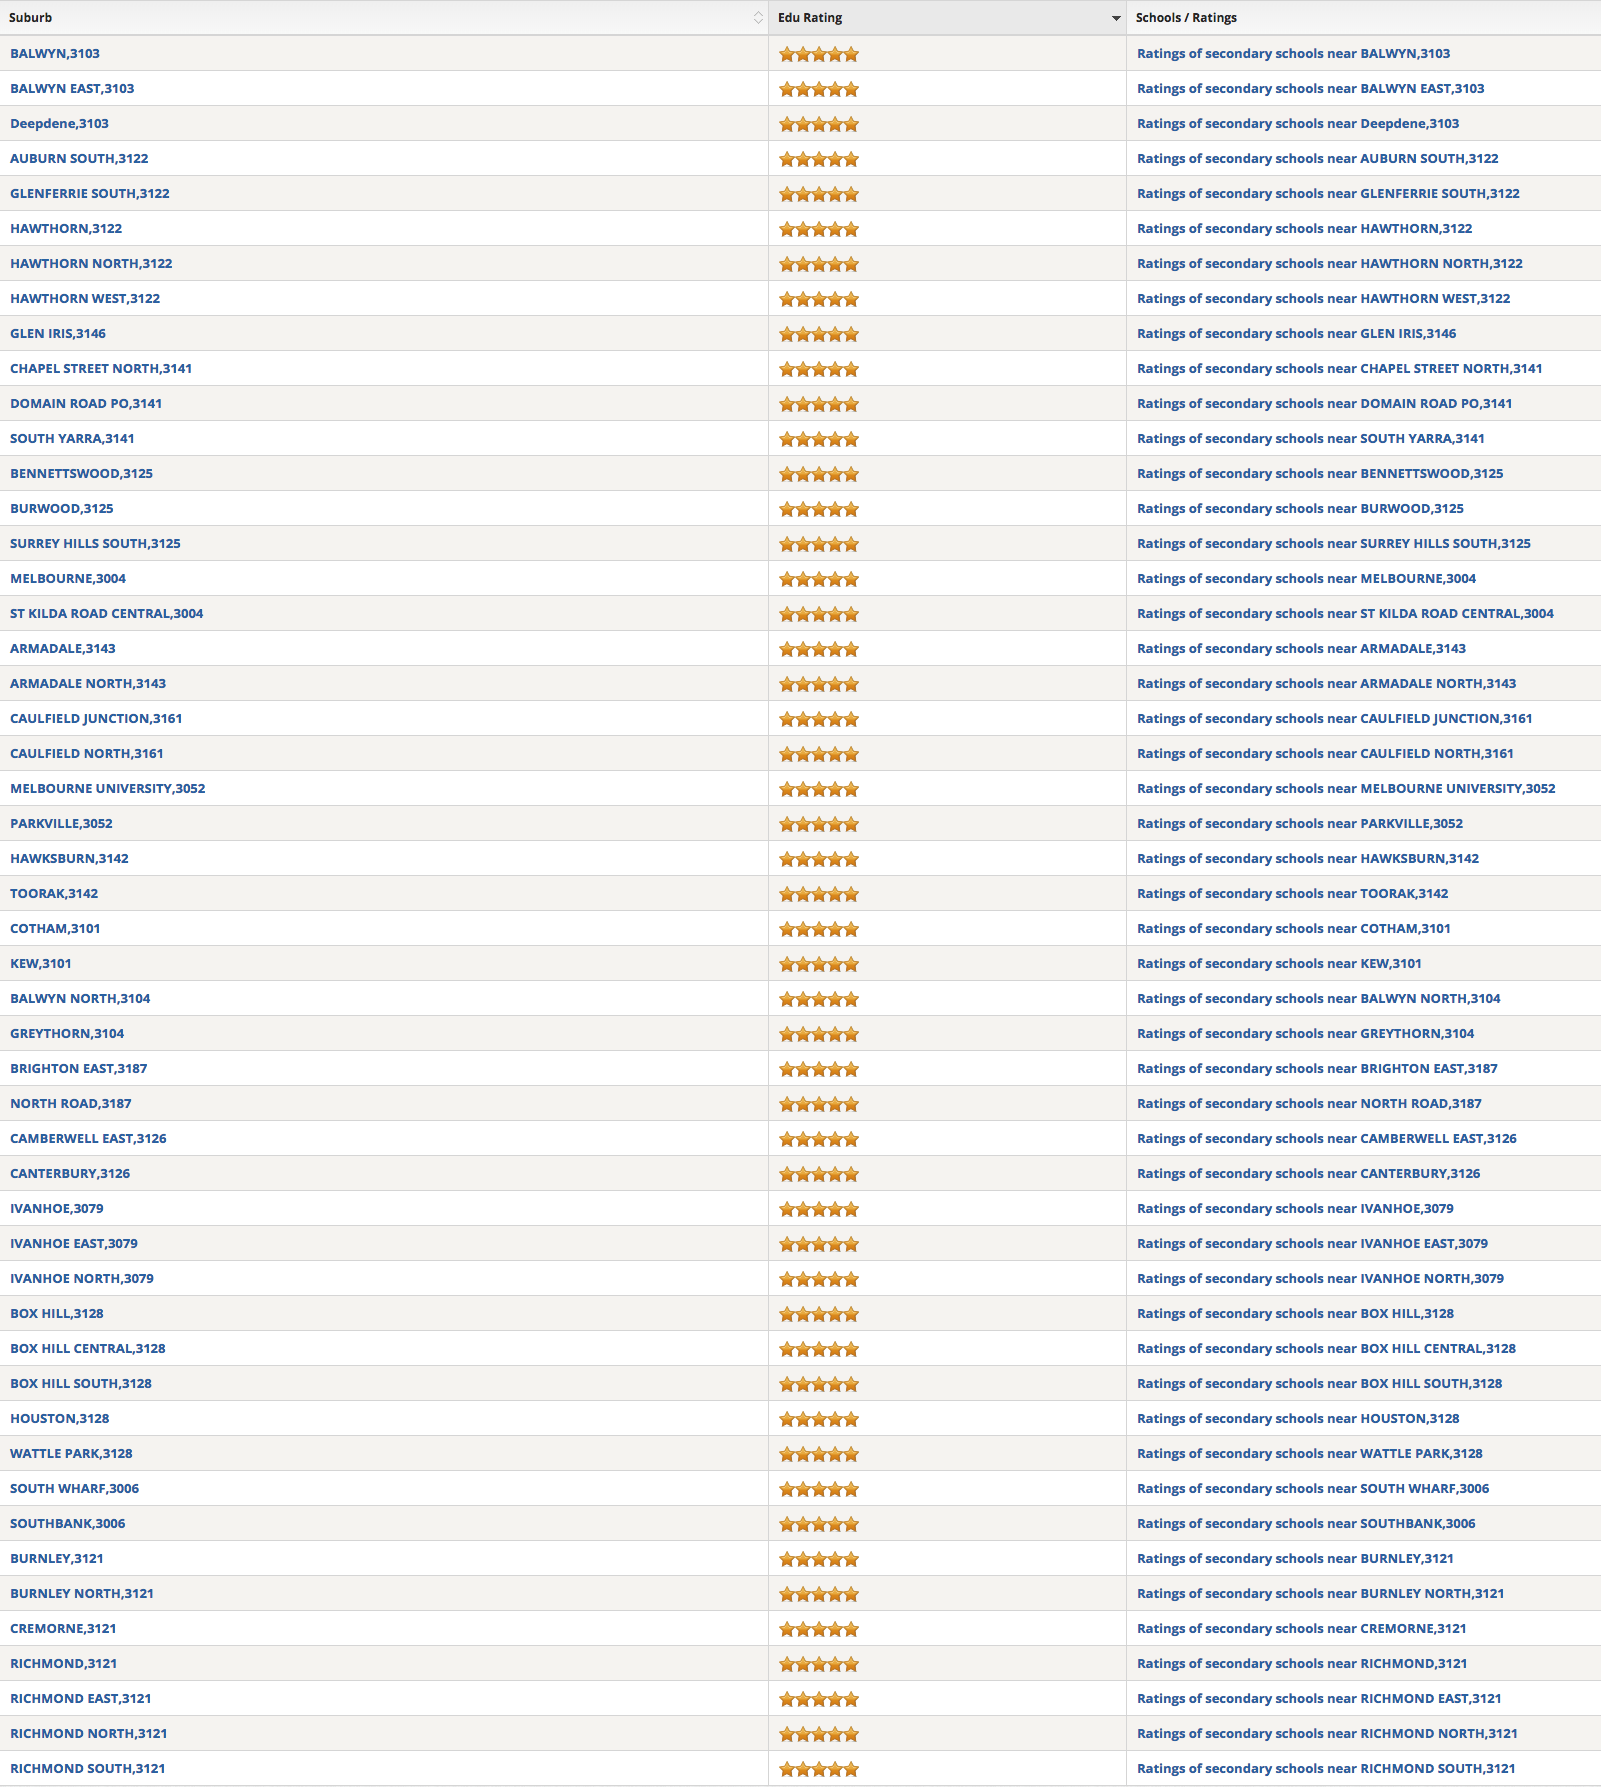 Suburb Edu Rating Schools / Ratings
BALWYN,3103 Ratings of secondary schools near BALWYN,3103
BALWYN EAST,3103 Ratings of secondary schools near BALWYN EAST,3103
Deepdene,3103 Ratings of secondary schools near Deepdene,3103
AUBURN SOUTH,3122 Ratings of secondary schools near AUBURN SOUTH,3122
GLENFERRIE SOUTH,3122 Ratings of secondary schools near GLENFERRIE SOUTH,3122
HAWTHORN,3122 Ratings of secondary schools near HAWTHORN,3122
HAWTHORN NORTH,3122 Ratings of secondary schools near HAWTHORN NORTH,3122
HAWTHORN WEST,3122 Ratings of secondary schools near HAWTHORN WEST,3122
GLEN IRIS,3146 Ratings of secondary schools near GLEN IRIS,3146
CHAPEL STREET NORTH,3141 Ratings of secondary schools near CHAPEL STREET NORTH,3141
DOMAIN ROAD PO,3141 Ratings of secondary schools near DOMAIN ROAD PO,3141
SOUTH YARRA,3141 Ratings of secondary schools near SOUTH YARRA,3141
BENNETTSWOOD,3125 Ratings of secondary schools near BENNETTSWOOD,3125
BURWOOD,3125 Ratings of secondary schools near BURWOOD,3125
SURREY HILLS SOUTH,3125 Ratings of secondary schools near SURREY HILLS SOUTH,3125
MELBOURNE,3004 Ratings of secondary schools near MELBOURNE,3004
ST KILDA ROAD CENTRAL,3004 Ratings of secondary schools near ST KILDA ROAD CENTRAL,3004
ARMADALE,3143 Ratings of secondary schools near ARMADALE,3143
ARMADALE NORTH,3143 Ratings of secondary schools near ARMADALE NORTH,3143
CAULFIELD JUNCTION,3161 Ratings of secondary schools near CAULFIELD JUNCTION,3161
CAULFIELD NORTH,3161 Ratings of secondary schools near CAULFIELD NORTH,3161
MELBOURNE UNIVERSITY,3052 Ratings of secondary schools near MELBOURNE UNIVERSITY,3052
PARKVILLE,3052 Ratings of secondary schools near PARKVILLE,3052
HAWKSBURN,3142 Ratings of secondary schools near HAWKSBURN,3142
TOORAK,3142 Ratings of secondary schools near TOORAK,3142
COTHAM,3101 Ratings of secondary schools near COTHAM,3101
KEW,3101 Ratings of secondary schools near KEW,3101
BALWYN NORTH,3104 Ratings of secondary schools near BALWYN NORTH,3104
GREYTHORN,3104 Ratings of secondary schools near GREYTHORN,3104
BRIGHTON EAST,3187 Ratings of secondary schools near BRIGHTON EAST,3187
NORTH ROAD,3187 Ratings of secondary schools near NORTH ROAD,3187
CAMBERWELL EAST,3126 Ratings of secondary schools near CAMBERWELL EAST,3126
CANTERBURY,3126 Ratings of secondary schools near CANTERBURY,3126
IVANHOE,3079 Ratings of secondary schools near IVANHOE,3079
IVANHOE EAST,3079 Ratings of secondary schools near IVANHOE EAST,3079
IVANHOE NORTH,3079 Ratings of secondary schools near IVANHOE NORTH,3079
BOX HILL,3128 Ratings of secondary schools near BOX HILL,3128
BOX HILL CENTRAL,3128 Ratings of secondary schools near BOX HILL CENTRAL,3128
BOX HILL SOUTH,3128 Ratings of secondary schools near BOX HILL SOUTH,3128
HOUSTON,3128 Ratings of secondary schools near HOUSTON,3128
WATTLE PARK,3128 Ratings of secondary schools near WATTLE PARK,3128
SOUTH WHARF,3006 Ratings of secondary schools near SOUTH WHARF,3006
SOUTHBANK,3006 Ratings of secondary schools near SOUTHBANK,3006
BURNLEY,3121 Ratings of secondary schools near BURNLEY,3121
BURNLEY NORTH,3121 Ratings of secondary schools near BURNLEY NORTH,3121
CREMORNE,3121 Ratings of secondary schools near CREMORNE,3121
RICHMOND,3121 Ratings of secondary schools near RICHMOND,3121
RICHMOND EAST,3121 Ratings of secondary schools near RICHMOND EAST,3121
RICHMOND NORTH,3121 Ratings of secondary schools near RICHMOND NORTH,3121
RICHMOND SOUTH,3121 Ratings of secondary schools near RICHMOND SOUTH,3121